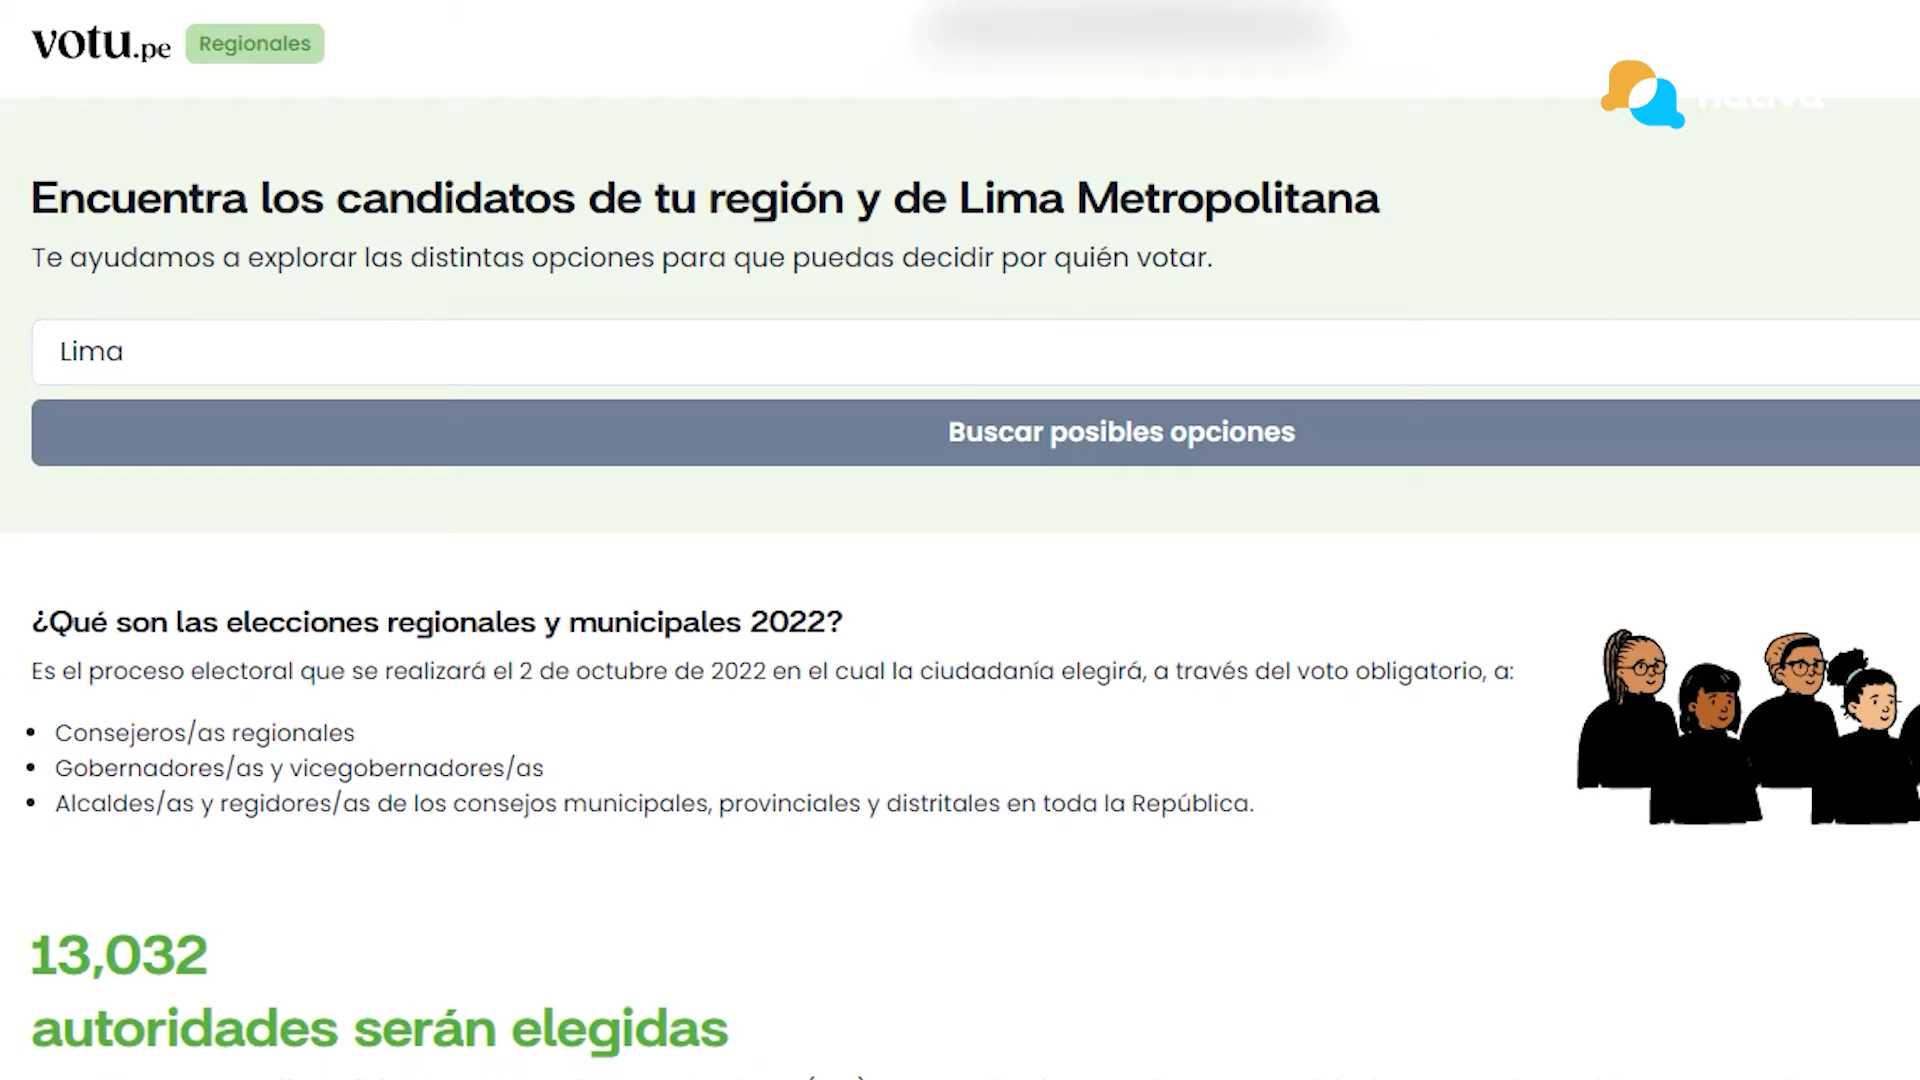 votu.pe Regionales
Encuentra los candidatos de tu región y de Lima Metropolitana
Te ayudamos a explorar las distintas opciones para que puedas decidir por quién votar.
Lima
Buscar posibles opciones
¿Qué son las elecciones regionales y municipales 2022?
Es el proceso electoral que se realizará el 2 de octubre de 2022 en el cual la ciudadanía elegirá, a través del voto obligatorio, a:
Consejeros/as regionales
Gobernadores/as y vicegobernadores/as
Alcaldes/as y regidores/as de los consejos municipales, provinciales y distritales en toda la República.
13,032
autoridades serán elegidas